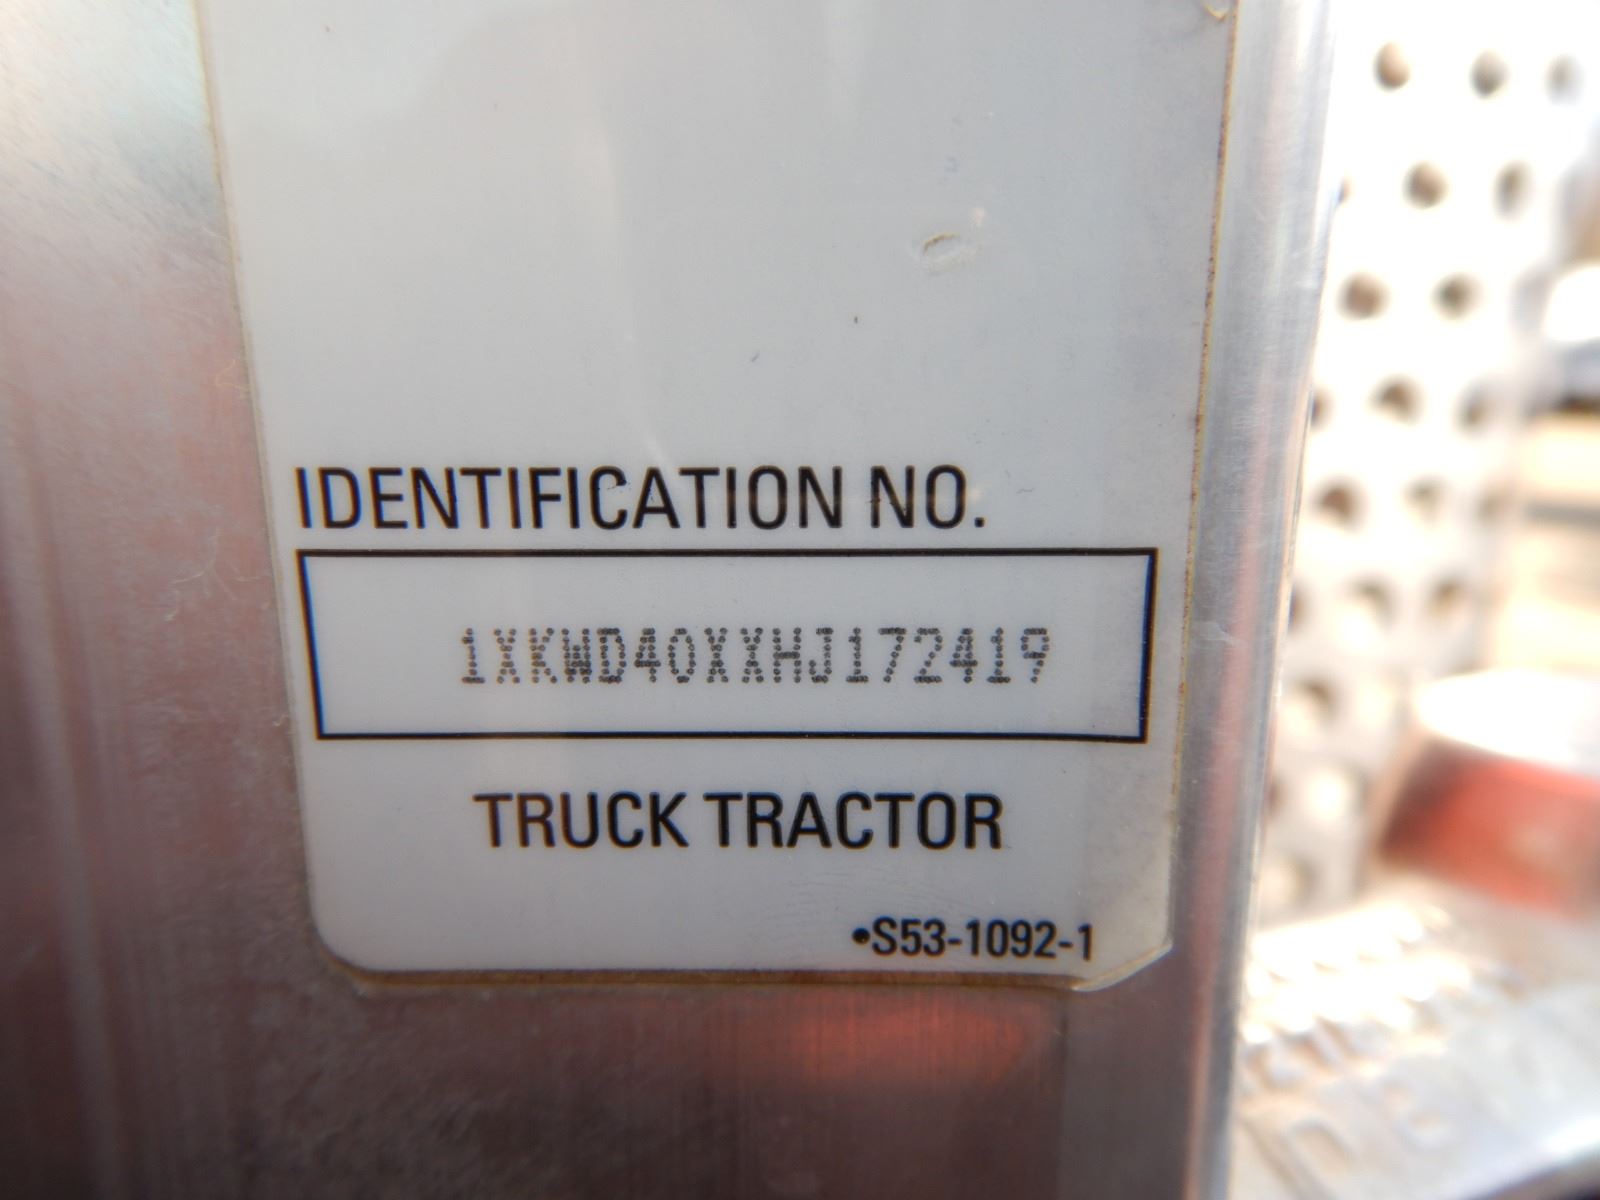 IDENTIFICATION NO.
1XKWD40XXHJ172419
TRUCK TRACTOR
•S53-1092-1